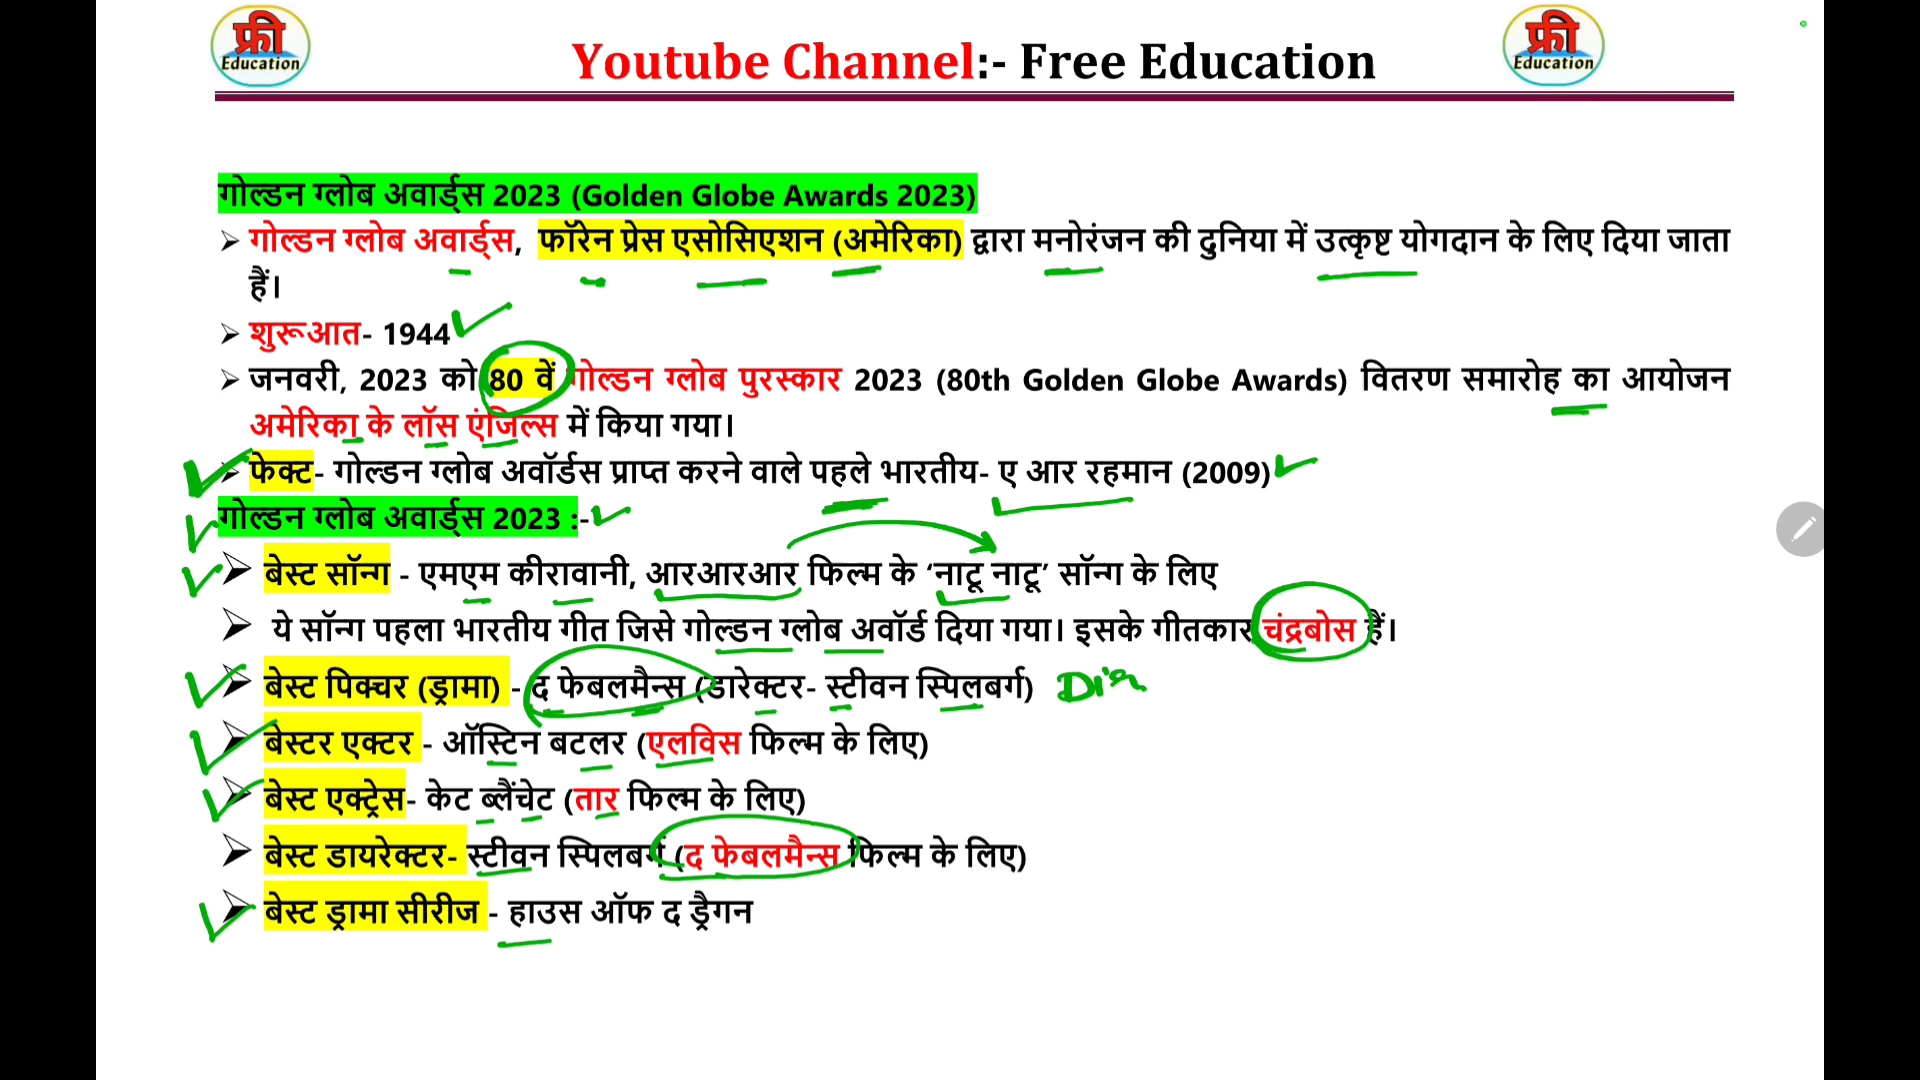 फ्री
Education
Youtube Channel:- Free Education
फ्री
Education
गोल्डन ग्लोब अवार्ड्स 2023 (Golden Globe Awards 2023)
गोल्डन ग्लोब अवार्ड्स, फॉरेन प्रेस एसोसिएशन (अमेरिका) द्वारा मनोरंजन की दुनिया में उत्कृष्ट योगदान के लिए दिया जाता
हैं।
शुरूआत- 1944
जनवरी, 2023 को 80 वें गोल्डन ग्लोब पुरस्कार 2023 (80th Golden Globe Awards) वितरण समारोह का आयोजन
अमेरिका के लॉस एंजिल्स में किया गया।
फेक्ट- गोल्डन ग्लोब अवॉर्डस प्राप्त करने वाले पहले भारतीय- ए आर रहमान (2009)
गोल्डन ग्लोब अवार्ड्स 2023 :-
बेस्ट सॉन्ग - एमएम कीरावानी, आरआरआर फिल्म के ‘नाटू नाटू’ सॉन्ग के लिए
ये सॉन्ग पहला भारतीय गीत जिसे गोल्डन ग्लोब अवॉर्ड दिया गया। इसके गीतकार चंद्रबोस हैं।
बेस्ट पिक्चर (ड्रामा) - द फेबलमैन्स (डारेक्टर- स्टीवन स्पिलबर्ग)
बेस्टर एक्टर - ऑस्टिन बटलर (एलविस फिल्म के लिए)
बेस्ट एक्ट्रेस- केट ब्लैंचेट (तार फिल्म के लिए)
बेस्ट डायरेक्टर- स्टीवन स्पिलबर्ग (द फेबलमैन्स फिल्म के लिए)
बेस्ट ड्रामा सीरीज - हाउस ऑफ द ड्रैगन